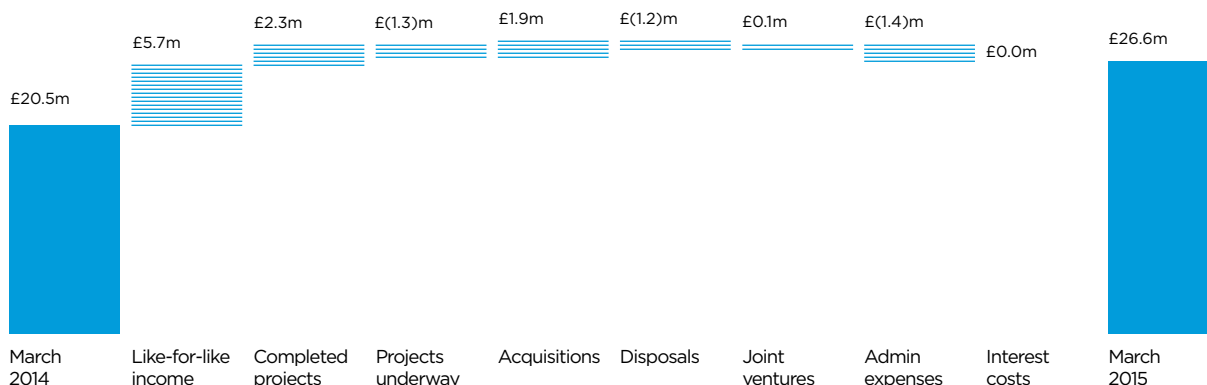 £20.5m
£5.7m
£2.3m
£(1.3)m
£1.9m
£(1.2)m
£0.1m
£(1.4)m
£0.0m
£26.6m
March
2014
Like-for-like
income
Completed
projects
Projects
underway
Acquisitions
Disposals
Joint
ventures
Admin
expenses
Interest
costs
March
2015